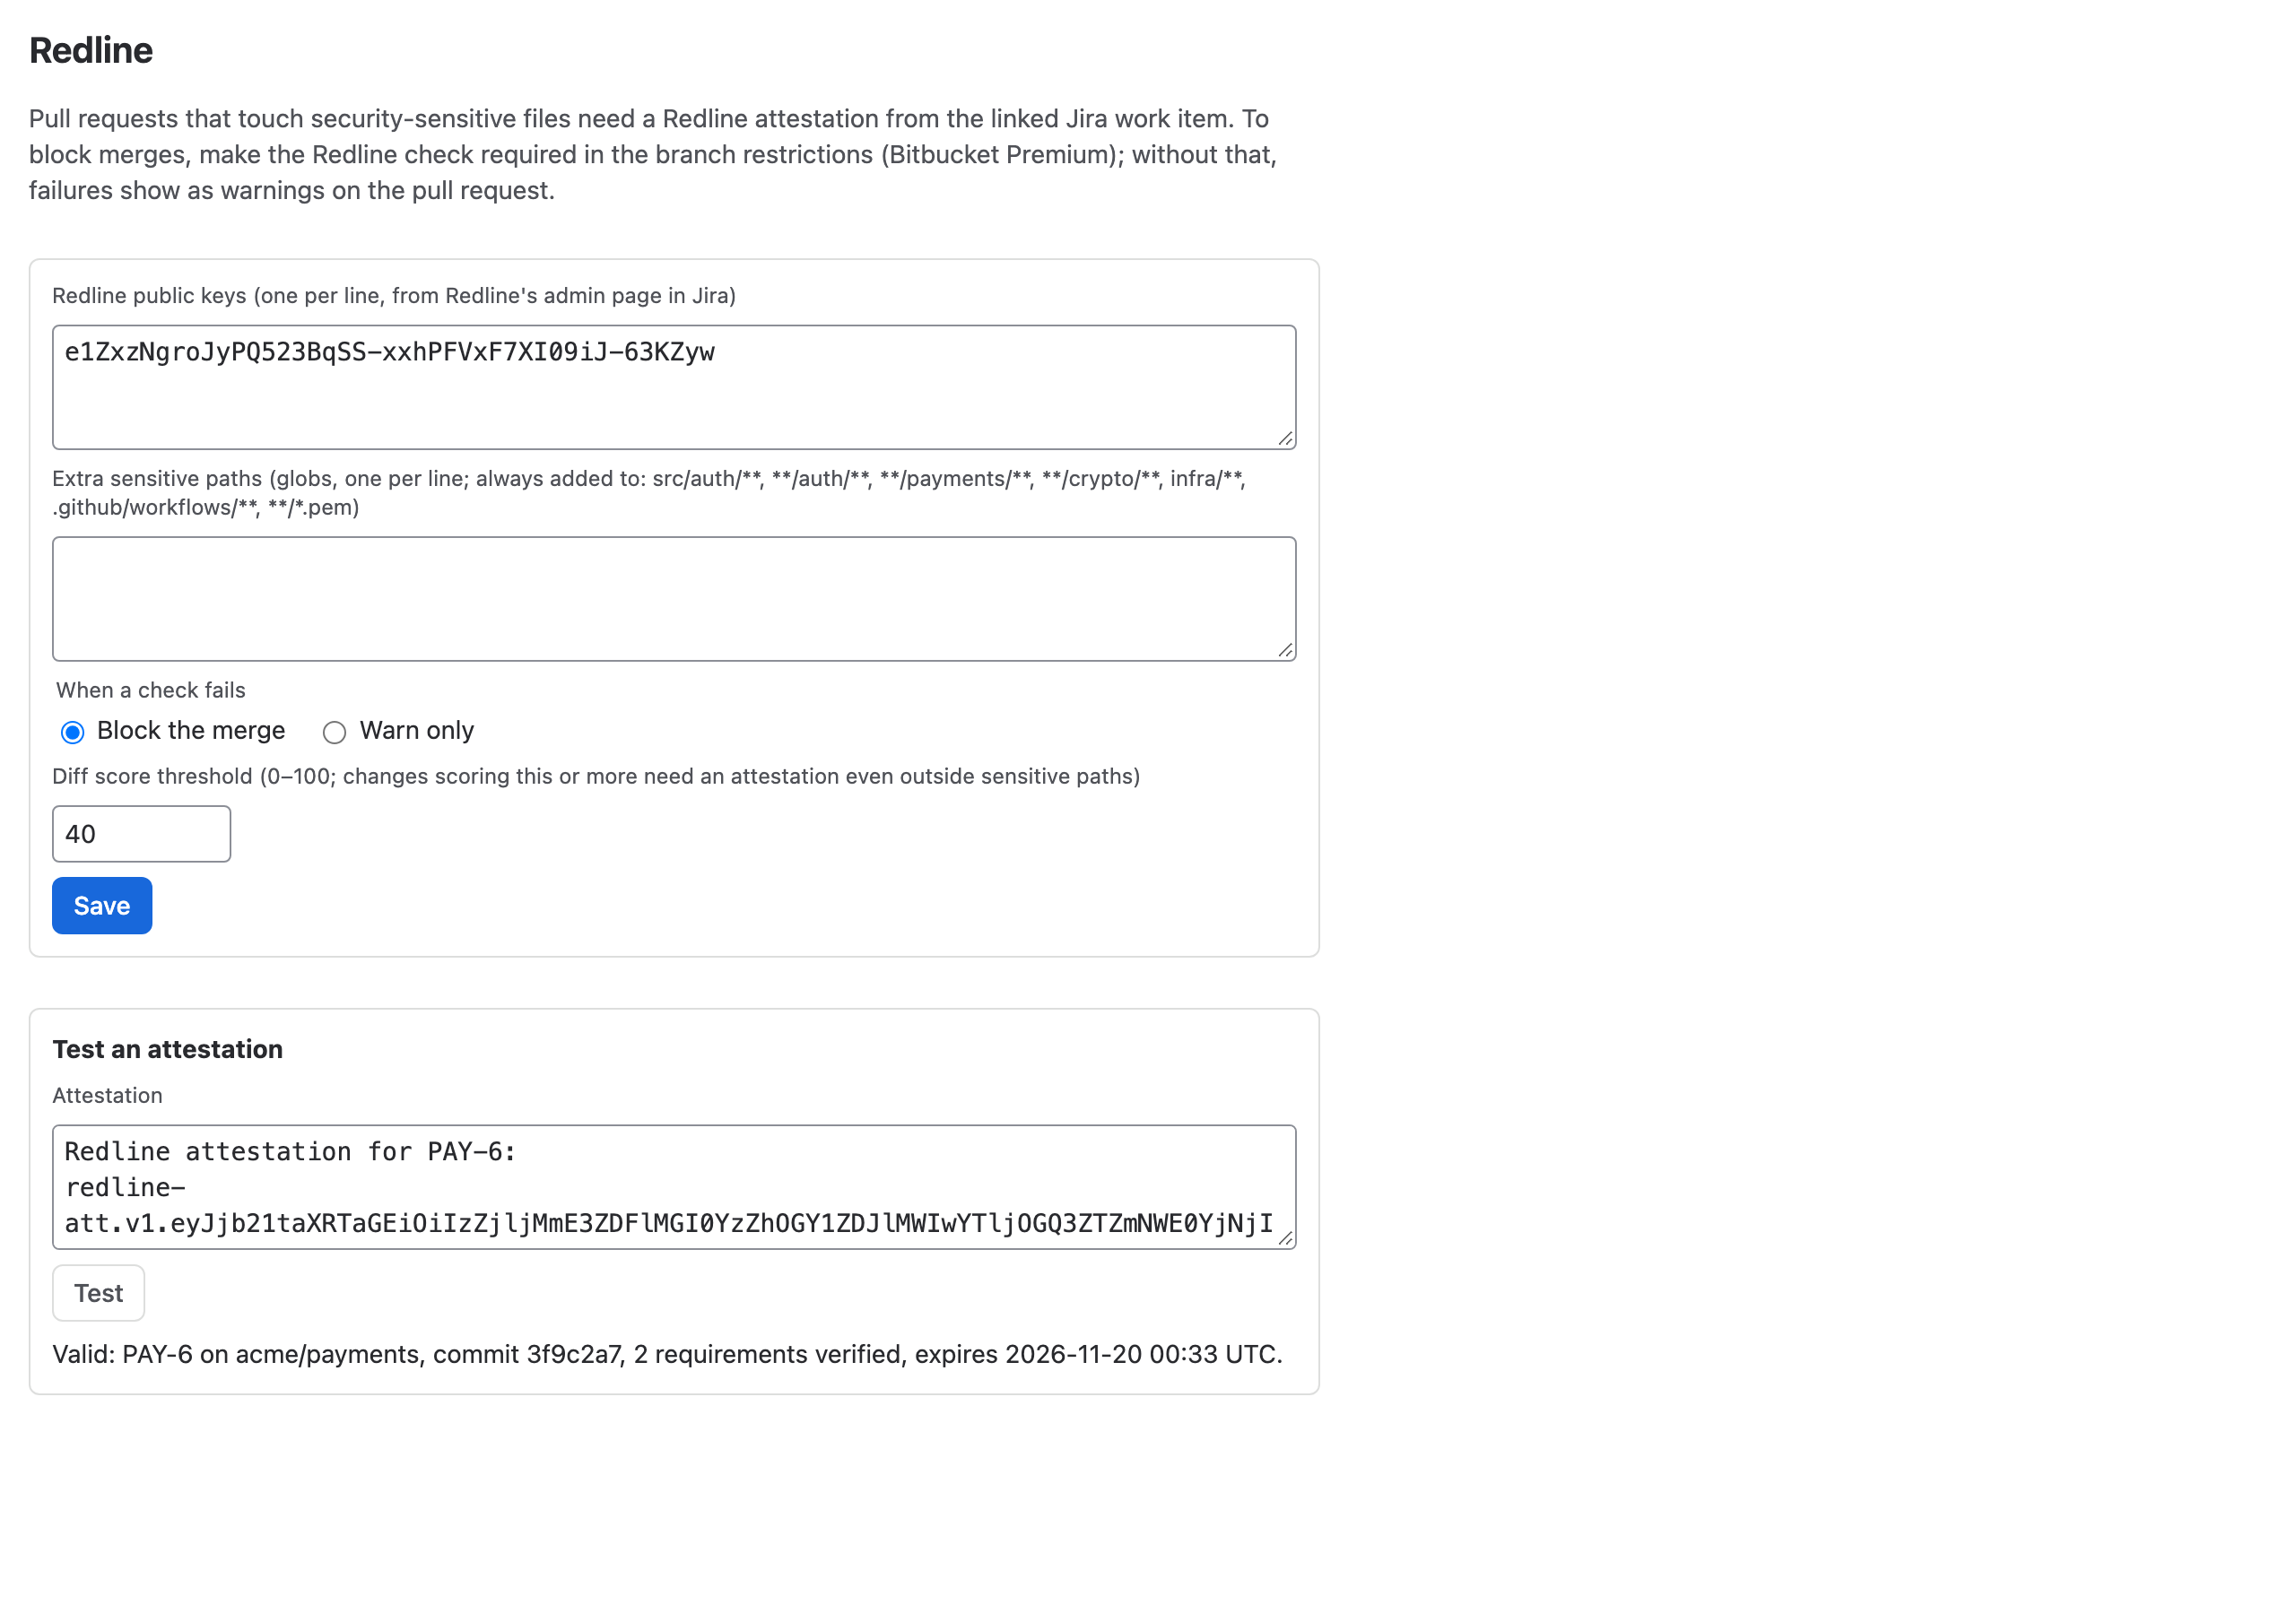 Redline
Pull requests that touch security-sensitive files need a Redline attestation from the linked Jira work item. To
block merges, make the Redline check required in the branch restrictions (Bitbucket Premium); without that,
failures show as warnings on the pull request.
Redline public keys (one per line, from Redline's admin page in Jira)
e1ZxzNgroJyPQ523BqSS-xxhPFVxF7XI09iJ-63KZyw
Extra sensitive paths (globs, one per line; always added to: src/auth/**, **/auth/**, **/payments/**, **/crypto/**, infra/**,
.github/workflows/**, **/*.pem)
When a check fails
Block the merge Warn only
Diff score threshold (0–100; changes scoring this or more need an attestation even outside sensitive paths)
40
Save
Test an attestation
Attestation
Redline attestation for PAY-6:
redline-
att.v1.eyJjb21taXRTaGEiOiIzZjljMmE3ZDFlMGI0YzZhOGY1ZDJlMWIwYTljOGQ3ZTZmNWE0YjNjI
Test
Valid: PAY-6 on acme/payments, commit 3f9c2a7, 2 requirements verified, expires 2026-11-20 00:33 UTC.